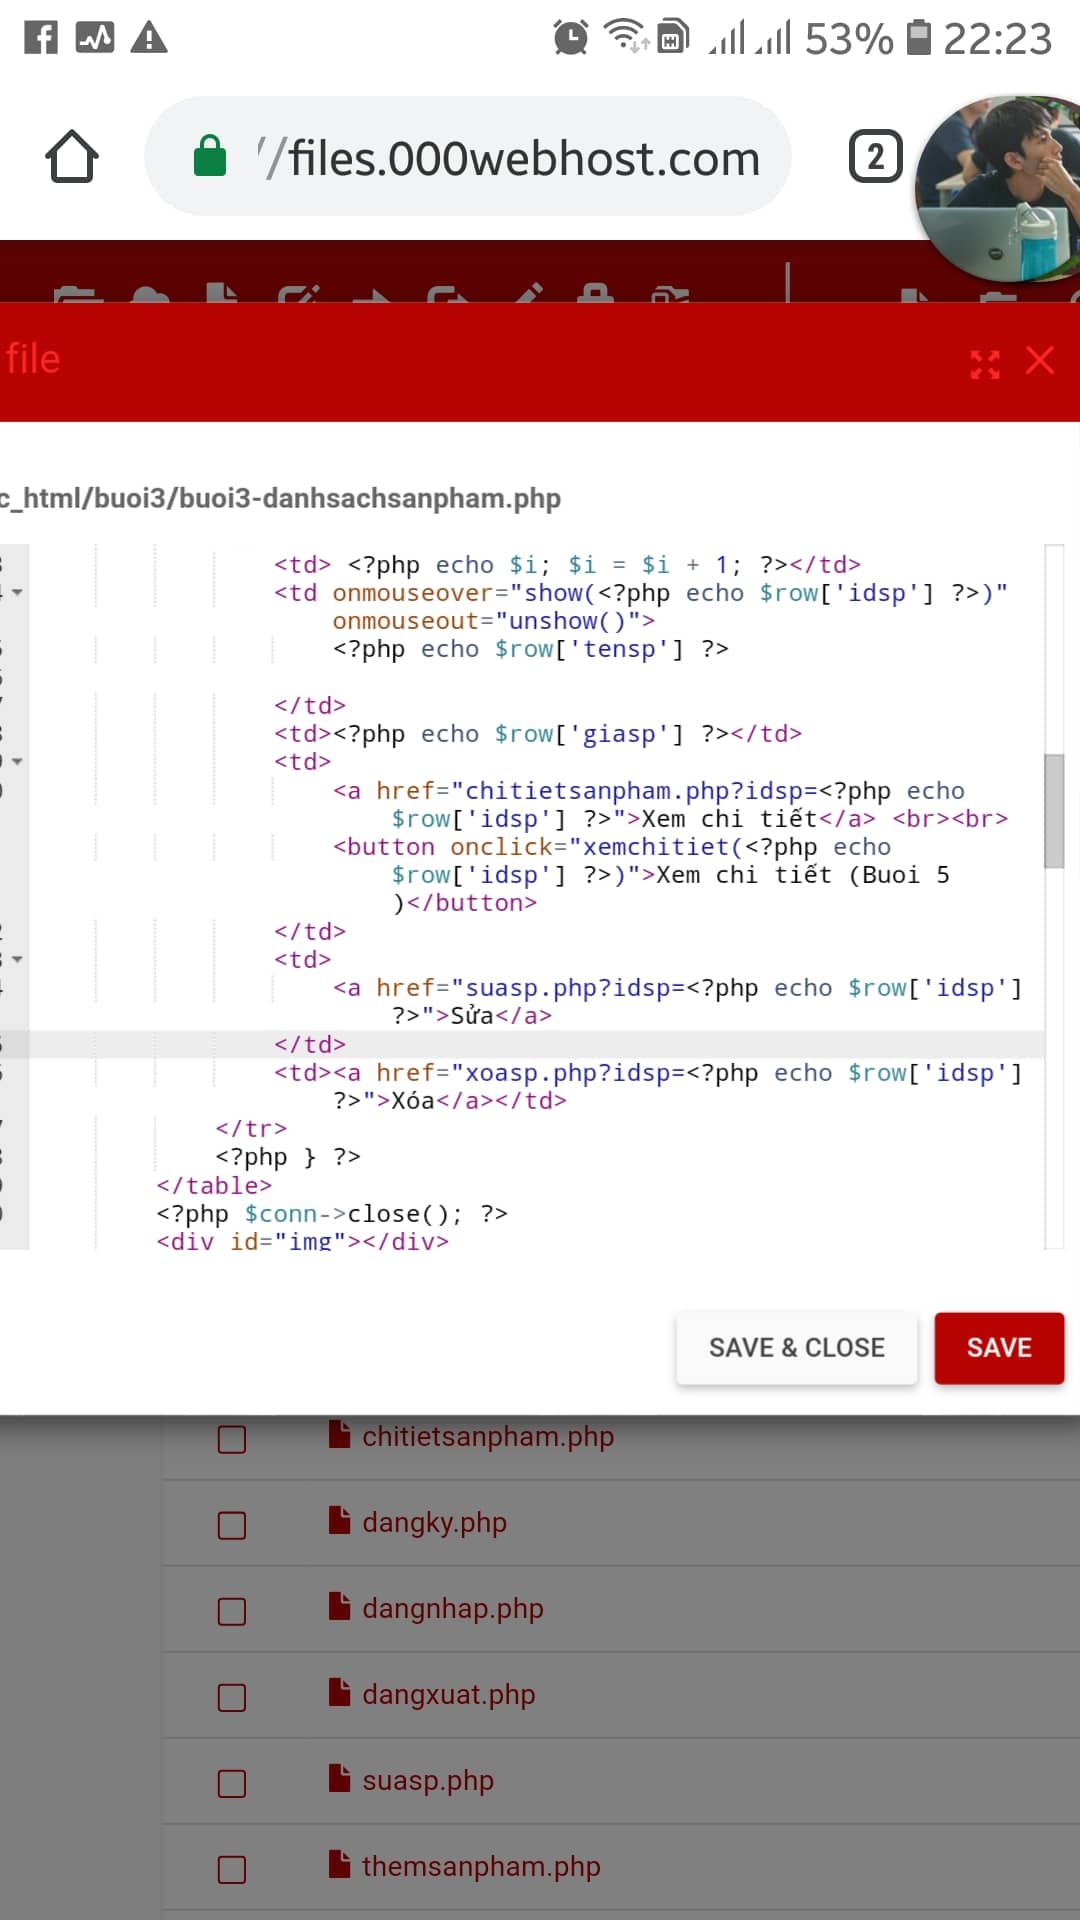 53% 22:23
//files.000webhost.com
2
file
c_html/buoi3/buoi3-danhsachsanpham.php
<td> <?php echo $i; $i = $i + 1; ?></td>
<td onmouseover="show(<?php echo $row['idsp'] ?>)"
onmouseout="unshow()">
<?php echo $row['tensp'] ?>
</td>
<td><?php echo $row['giasp'] ?></td>
<td>
<a href="chitietsanpham.php?idsp=<?php echo
$row['idsp'] ?>">Xem chi tiết</a> <br><br>
<button onclick="xemchitiet(<?php echo
$row['idsp'] ?>)">Xem chi tiết (Buoi 5
)</button>
</td>
<td>
<a href="suasp.php?idsp=<?php echo $row['idsp']
?>">Sửa</a>
</td>
<td><a href="xoasp.php?idsp=<?php echo $row['idsp']
?>">Xóa</a></td>
</tr>
<?php } ?>
</table>
<?php $conn->close(); ?>
<div id="img"></div>
SAVE & CLOSE
SAVE
chitietsanpham.php
dangky.php
dangnhap.php
dangxuat.php
suasp.php
themsanpham.php